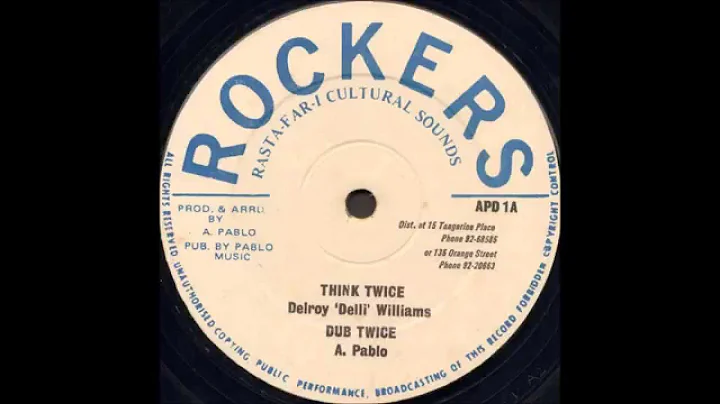 ROCKERS
RASTA-FAR-I CULTURAL SOUNDS
PROD. & ARRD.
BY
A. PABLO
PUB. BY PABLO
MUSIC
APD 1A
Dist. at 15 Tangerine Place
Phone 92-68585
or 136 Orange Street
Phone 92-20663
THINK TWICE
Delroy 'Delli' Williams
DUB TWICE
A. Pablo
ALL RIGHTS RESERVED UNAUTHORISED COPYING, PUBLIC PERFORMANCE, BROADCASTING OF THIS RECORD FORBIDDEN COPYRIGHT CONTROL